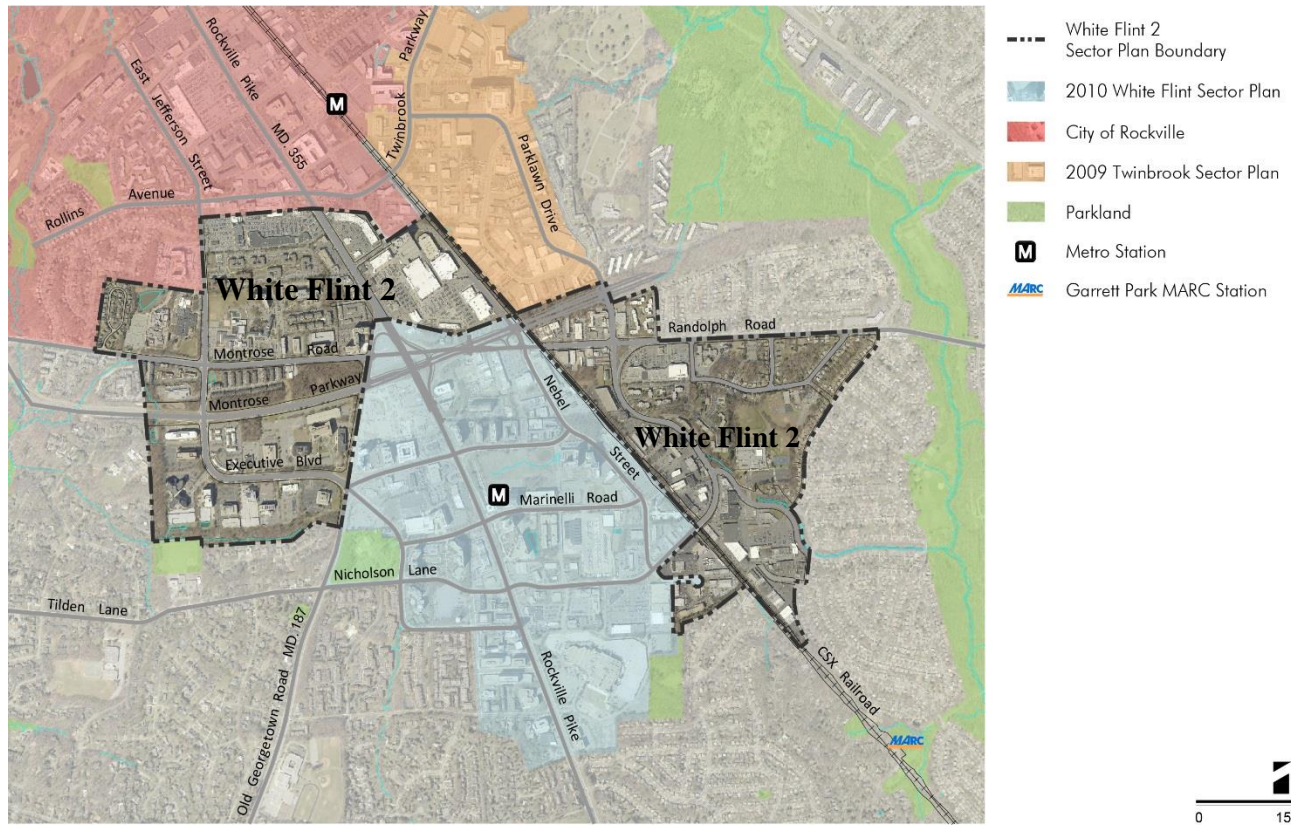 Rockville Pike MD. 355
East Jefferson Street
Twinbrook Parkway
M
Rollins Avenue
Parklawn Drive
White Flint 2
Randolph Road
Montrose Road
Montrose Parkway
Nebel Street
White Flint 2
Executive Blvd
M
Marinelli Road
Nicholson Lane
Tilden Lane
Old Georgetown Road MD. 187
Rockville Pike
CSX Railroad
MARC
White Flint 2
Sector Plan Boundary
2010 White Flint Sector Plan
City of Rockville
2009 Twinbrook Sector Plan
Parkland
M Metro Station
MARC Garrett Park MARC Station
0 15